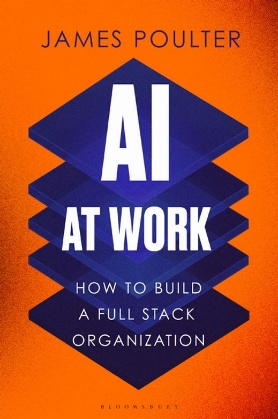 JAMES POULTER
AI
AT WORK
HOW TO BUILD
A FULL STACK
ORGANIZATION
BLOOMSBURY